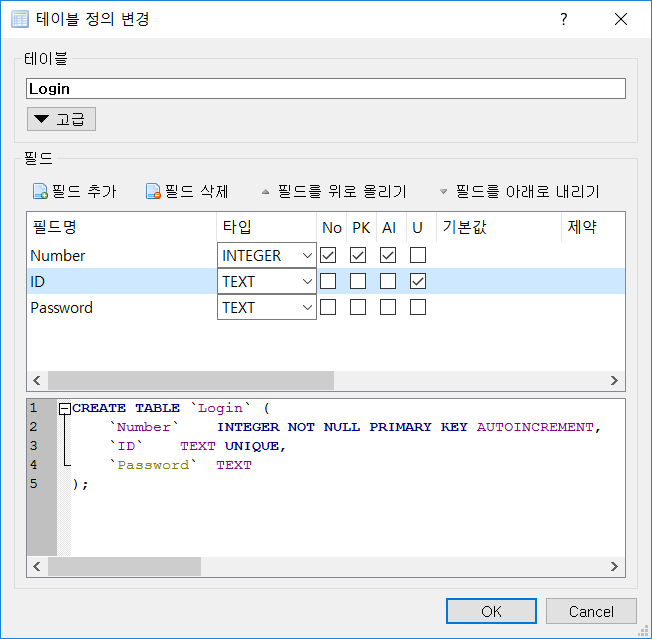 테이블 정의 변경
?
테이블
Login
고급
필드
필드 추가 필드 삭제 필드를 위로 올리기 필드를 아래로 내리기
필드명 타입 No PK AI U 기본값 제약
Number INTEGER
ID TEXT
Password TEXT
1 CREATE TABLE `Login` (
2 `Number` INTEGER NOT NULL PRIMARY KEY AUTOINCREMENT,
3 `ID` TEXT UNIQUE,
4 `Password` TEXT
5 );
OK Cancel